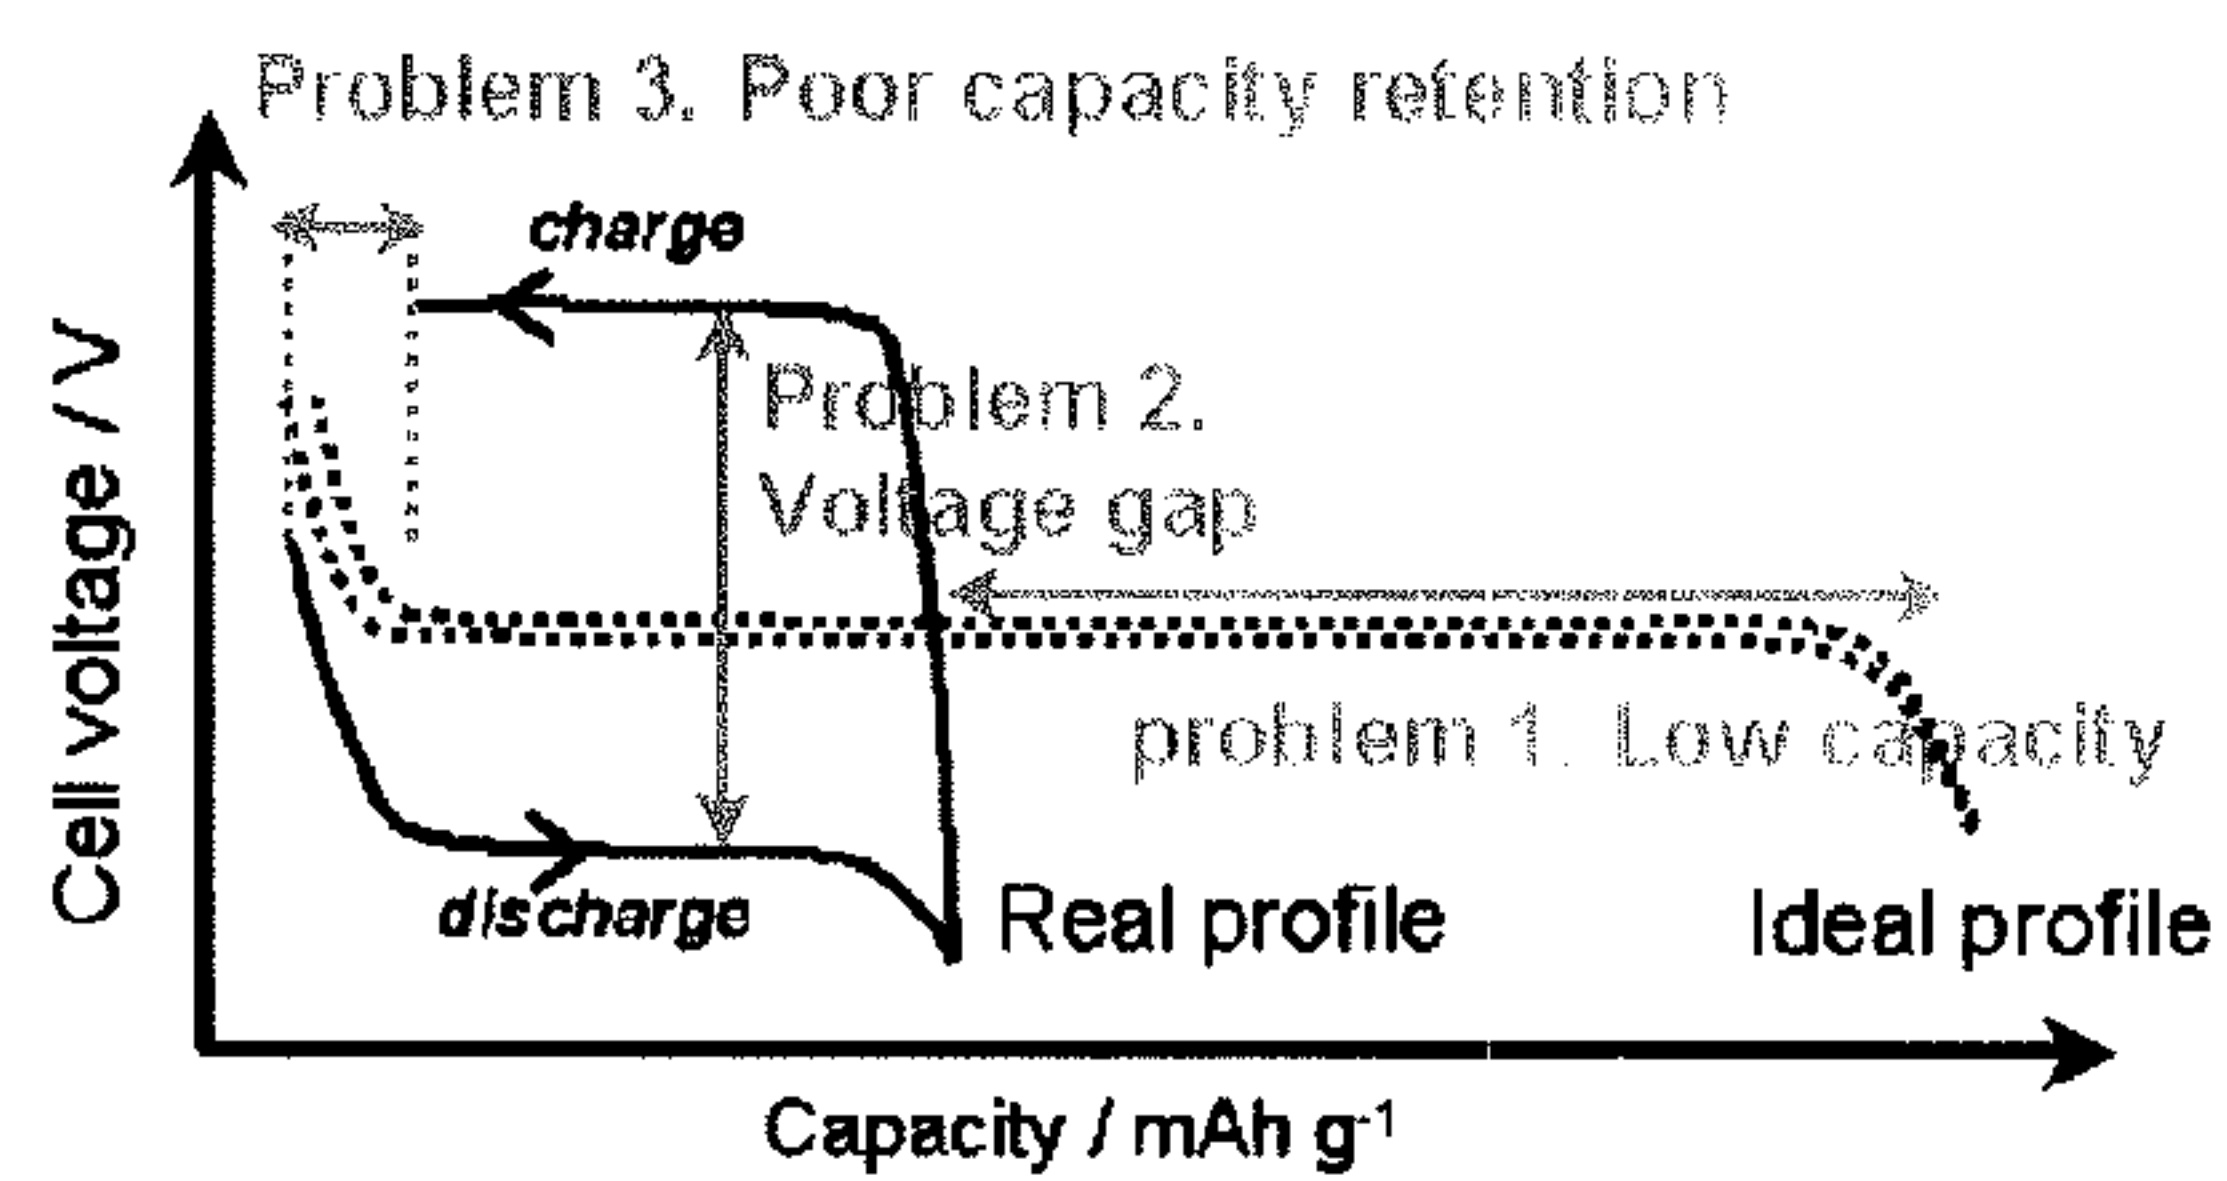 Problem 3. Poor capacity retention
charge
Problem 2.
Voltage gap
Cell voltage / V
problem 1. Low capacity
discharge
Real profile
Ideal profile
Capacity / mAh g⁻¹